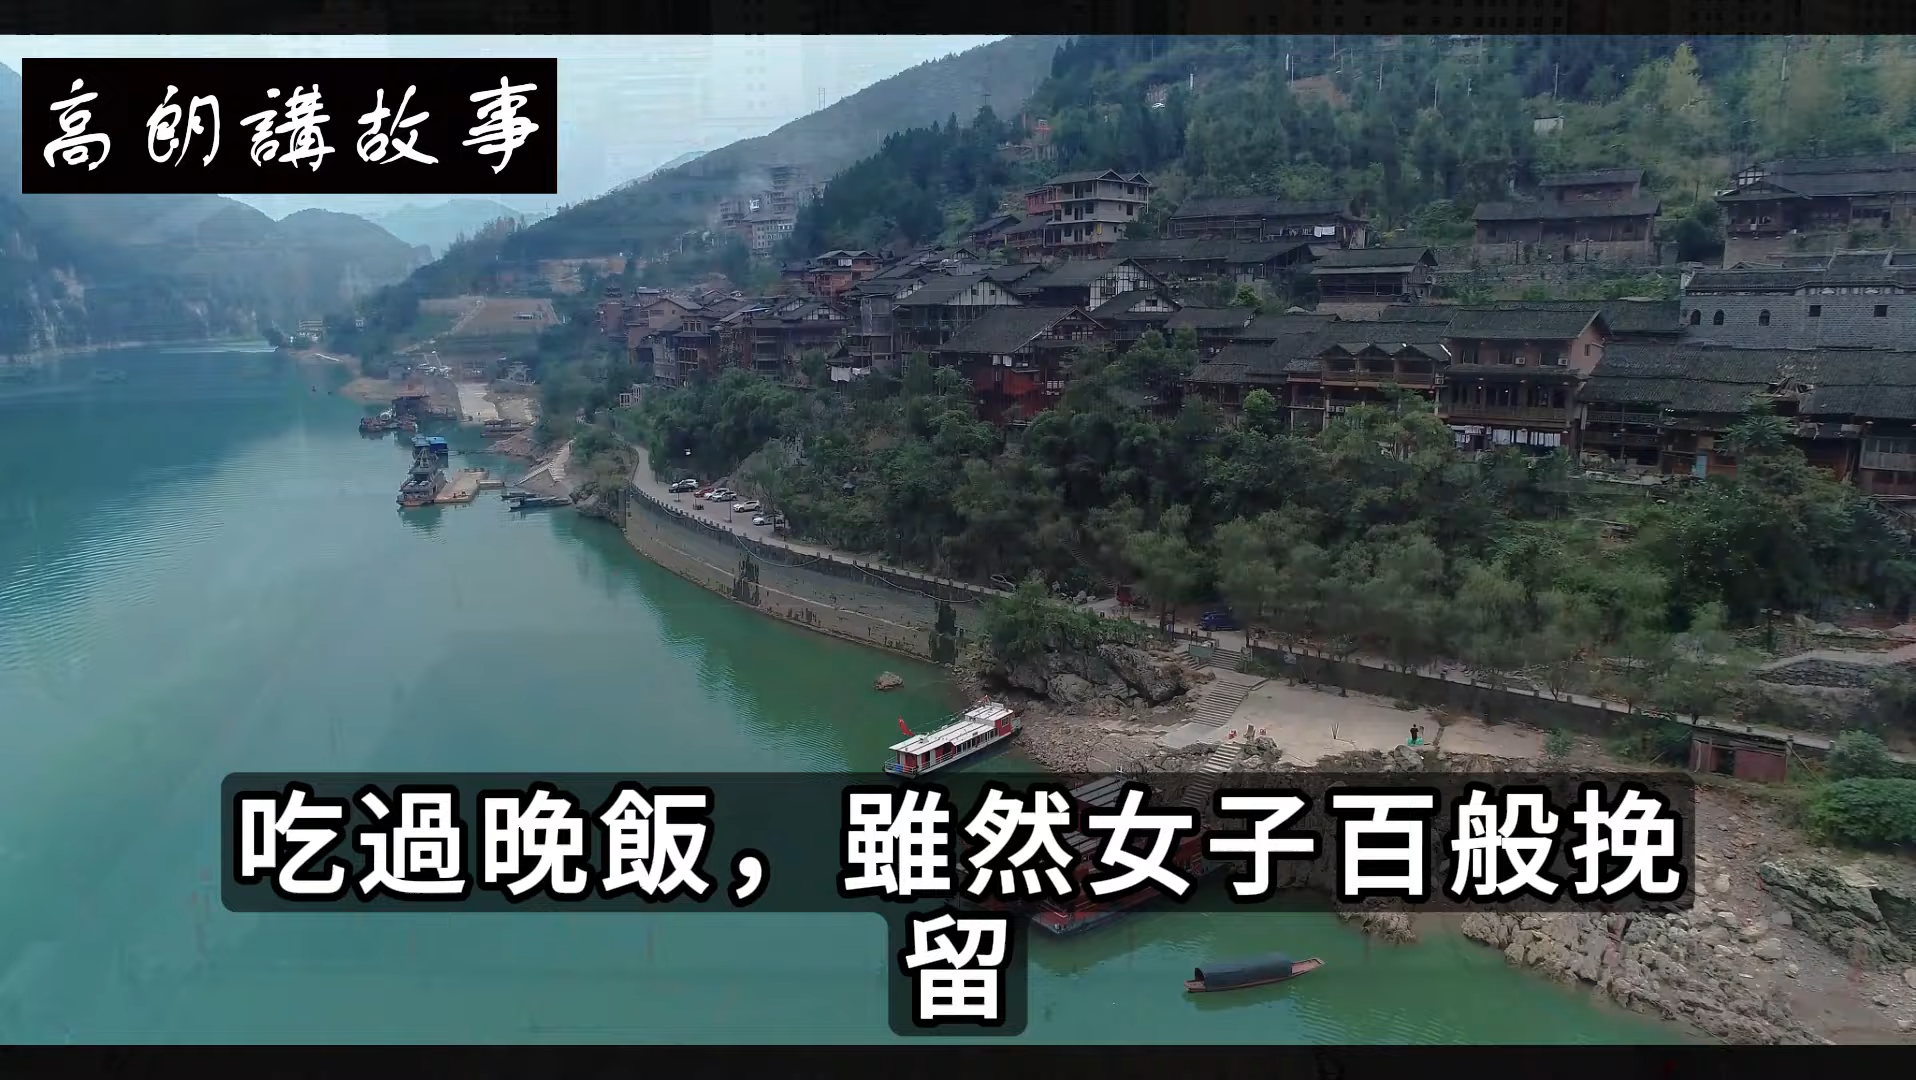 高朗講故事
吃過晚飯，雖然女子百般挽
留